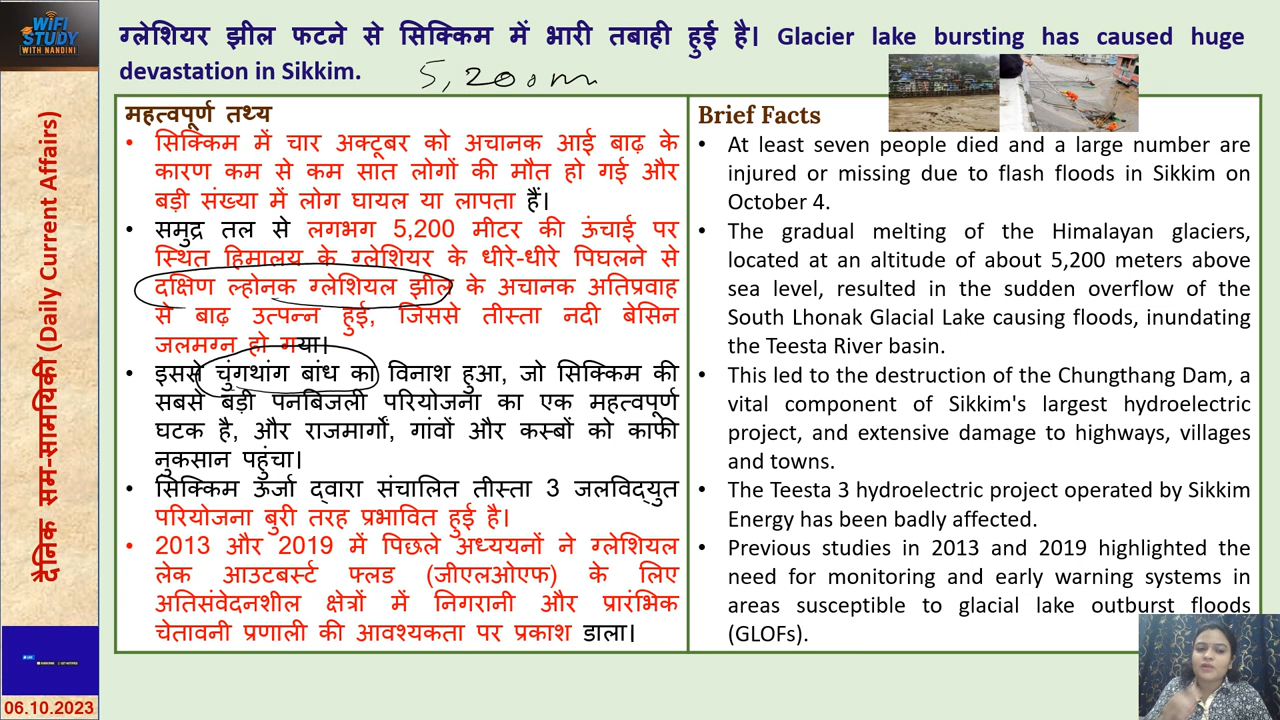 WiFi
STUDY
WITH NANDINI
ग्लेशियर झील फटने से सिक्किम में भारी तबाही हुई है। Glacier lake bursting has caused huge
devastation in Sikkim.
5,200m
दैनिक सम-सामयिकी (Daily Current Affairs)
महत्वपूर्ण तथ्य
• सिक्किम में चार अक्टूबर को अचानक आई बाढ़ के
कारण कम से कम सात लोगों की मौत हो गई और
बड़ी संख्या में लोग घायल या लापता हैं।
• समुद्र तल से लगभग 5,200 मीटर की ऊंचाई पर
स्थित हिमालय के ग्लेशियर के धीरे-धीरे पिघलने से
दक्षिण ल्होनक ग्लेशियल झील के अचानक अतिप्रवाह
से बाढ़ उत्पन्न हुई, जिससे तीस्ता नदी बेसिन
जलमग्न हो गया।
• इससे चुंगथांग बांध का विनाश हुआ, जो सिक्किम की
सबसे बड़ी पनबिजली परियोजना का एक महत्वपूर्ण
घटक है, और राजमार्गों, गांवों और कस्बों को काफी
नुकसान पहुंचा।
• सिक्किम ऊर्जा द्वारा संचालित तीस्ता 3 जलविद्युत
परियोजना बुरी तरह प्रभावित हुई है।
• 2013 और 2019 में पिछले अध्ययनों ने ग्लेशियल
लेक आउटबर्स्ट फ्लड (जीएलओएफ) के लिए
अतिसंवेदनशील क्षेत्रों में निगरानी और प्रारंभिक
चेतावनी प्रणाली की आवश्यकता पर प्रकाश डाला।
Brief Facts
• At least seven people died and a large number are
injured or missing due to flash floods in Sikkim on
October 4.
• The gradual melting of the Himalayan glaciers,
located at an altitude of about 5,200 meters above
sea level, resulted in the sudden overflow of the
South Lhonak Glacial Lake causing floods, inundating
the Teesta River basin.
• This led to the destruction of the Chungthang Dam, a
vital component of Sikkim's largest hydroelectric
project, and extensive damage to highways, villages
and towns.
• The Teesta 3 hydroelectric project operated by Sikkim
Energy has been badly affected.
• Previous studies in 2013 and 2019 highlighted the
need for monitoring and early warning systems in
areas susceptible to glacial lake outburst floods
(GLOFs).
06.10.2023